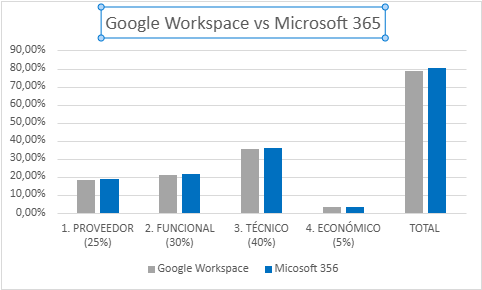 Google Workspace vs Microsoft 365
90,00%
80,00%
70,00%
60,00%
50,00%
40,00%
30,00%
20,00%
10,00%
0,00%
1. PROVEEDOR 2. FUNCIONAL 3. TÉCNICO 4. ECONÓMICO TOTAL
(25%) (30%) (40%) (5%)
Google Workspace Micosoft 356